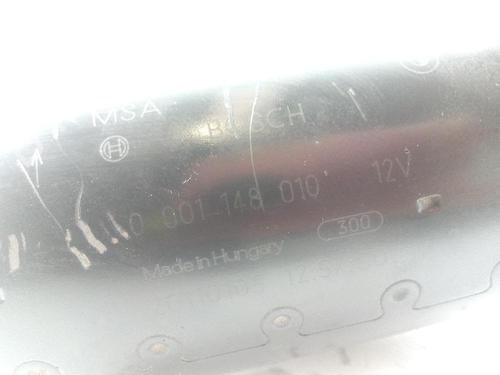 MSA
BOSCH
0 001 148 010 12V
Made in Hungary 300